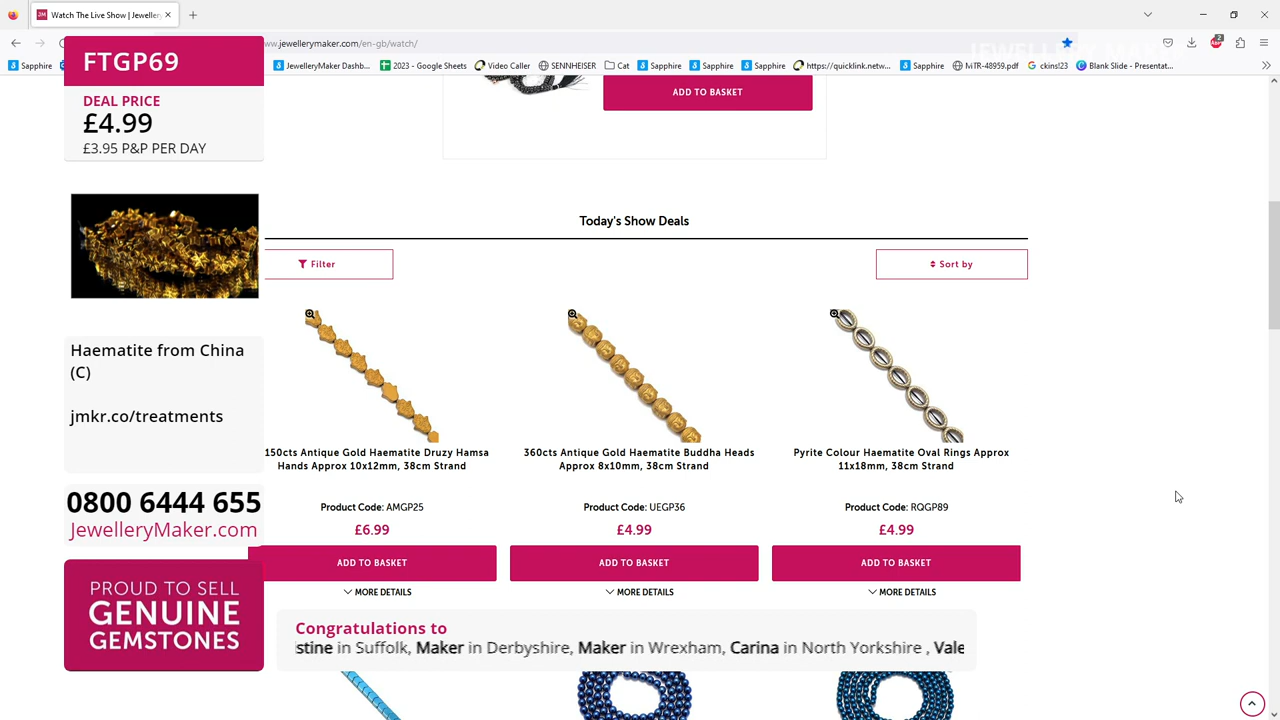 Watch The Live Show | Jeweller
ww.jewellerymaker.com/en-gb/watch/
JEWELLERY MAKER
Sapphire
JewelleryMaker Dashb...
2023 - Google Sheets
Video Caller
SENNHEISER
Cat
Sapphire
Sapphire
Sapphire
https://quicklink.netw...
Sapphire
MTR-48959.pdf
ckins!23
Blank Slide - Presentat...
FTGP69
DEAL PRICE
£4.99
£3.95 P&P PER DAY
ADD TO BASKET
Today's Show Deals
Filter
Sort by
Haematite from China
(C)
jmkr.co/treatments
0800 6444 655
JewelleryMaker.com
PROUD TO SELL
GENUINE
GEMSTONES
150cts Antique Gold Haematite Druzy Hamsa
Hands Approx 10x12mm, 38cm Strand
Product Code: AMGP25
£6.99
ADD TO BASKET
MORE DETAILS
360cts Antique Gold Haematite Buddha Heads
Approx 8x10mm, 38cm Strand
Product Code: UEGP36
£4.99
ADD TO BASKET
MORE DETAILS
Pyrite Colour Haematite Oval Rings Approx
11x18mm, 38cm Strand
Product Code: RQGP89
£4.99
ADD TO BASKET
MORE DETAILS
Congratulations to
stine in Suffolk, Maker in Derbyshire, Maker in Wrexham, Carina in North Yorkshire , Vale